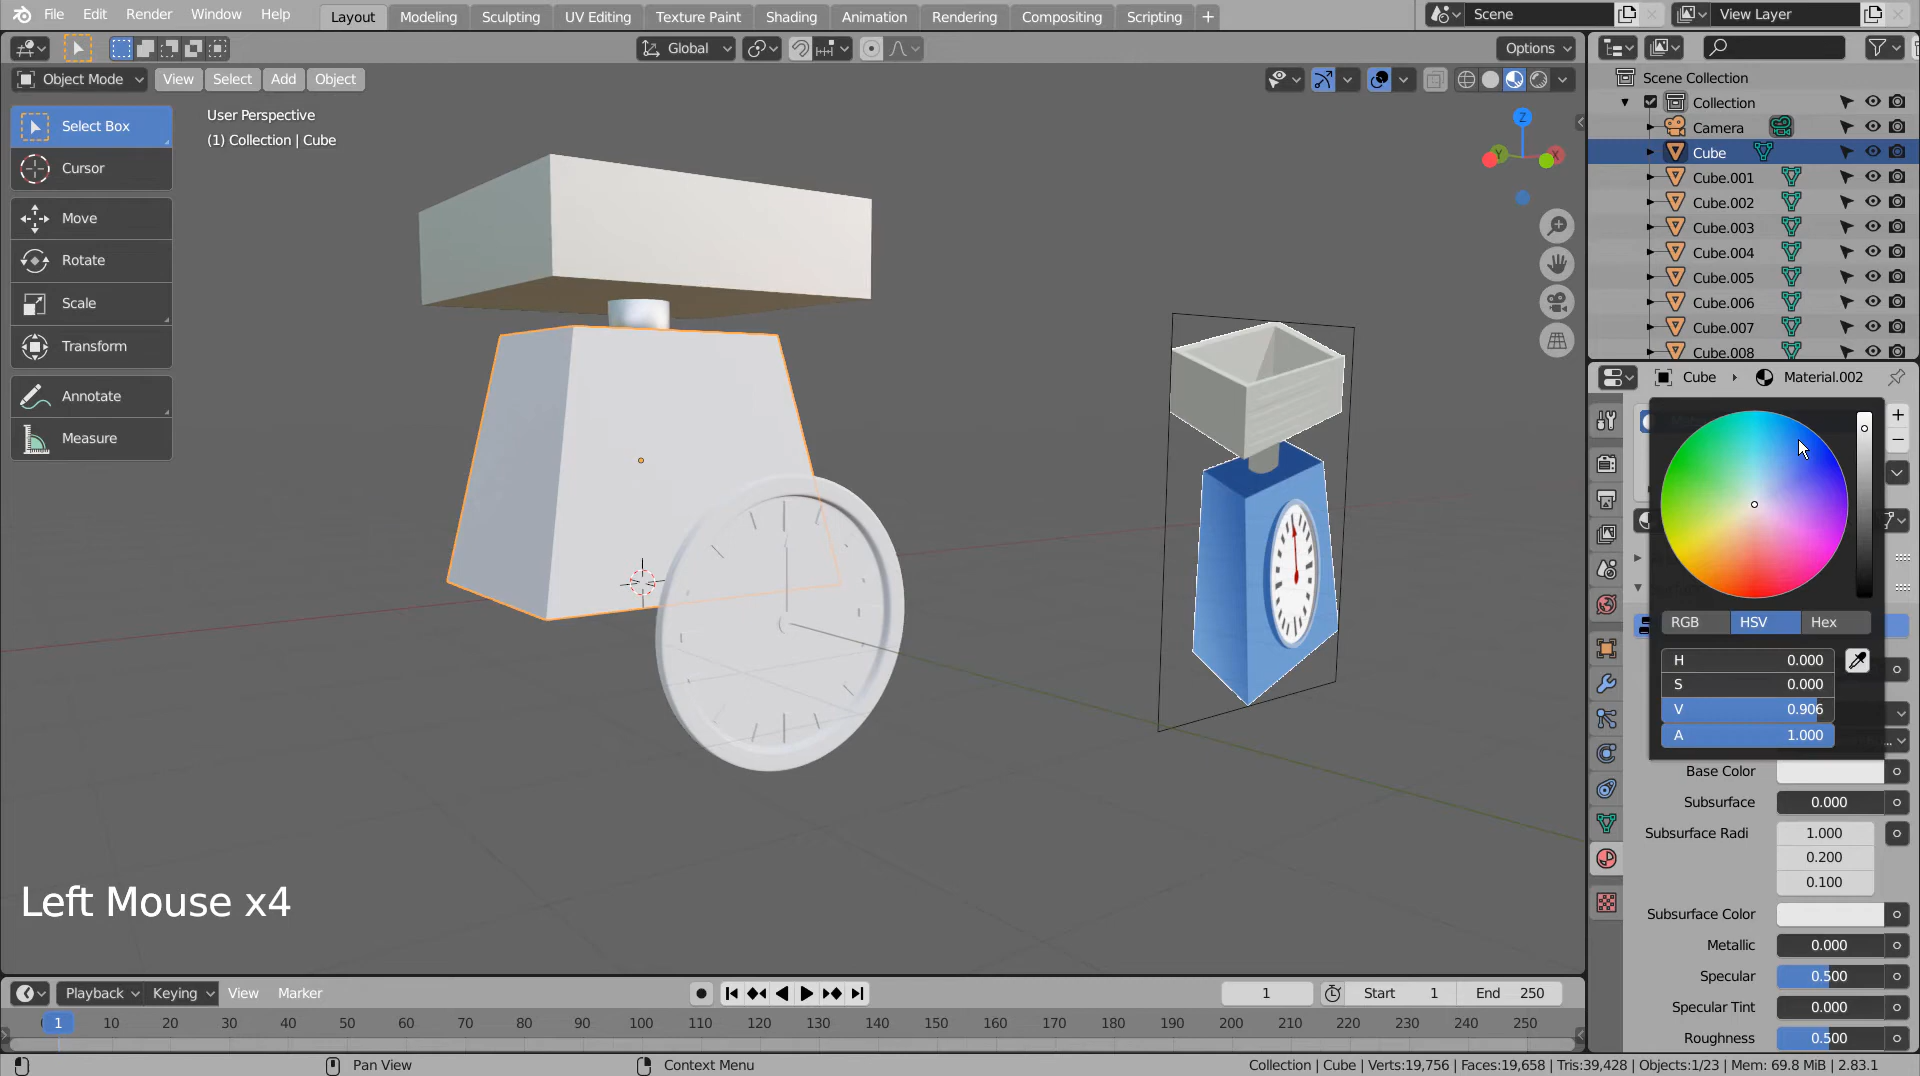 File Edit Render Window Help Layout Modeling Sculpting UV Editing Texture Paint Shading Animation Rendering Compositing Scripting + Scene View Layer
Global Options
Object Mode View Select Add Object
Select Box
Cursor
Move
Rotate
Scale
Transform
Annotate
Measure
User Perspective
(1) Collection | Cube
Z
Y
X
Scene Collection
Collection
Camera
Cube
Cube.001
Cube.002
Cube.003
Cube.004
Cube.005
Cube.006
Cube.007
Cube.008
Cube Material.002
RGB HSV Hex
H 0.000
S 0.000
V 0.906
A 1.000
Base Color
Subsurface 0.000
Subsurface Radi 1.000
0.200
0.100
Subsurface Color
Metallic 0.000
Specular 0.500
Specular Tint 0.000
Roughness 0.500
Left Mouse x4
Playback Keying View Marker 1 Start 1 End 250
1 10 20 30 40 50 60 70 80 90 100 110 120 130 140 150 160 170 180 190 200 210 220 230 240 250
Pan View Context Menu Collection | Cube | Verts:19,756 | Faces:19,658 | Tris:39,428 | Objects:1/23 | Mem: 69.8 MiB | 2.83.1